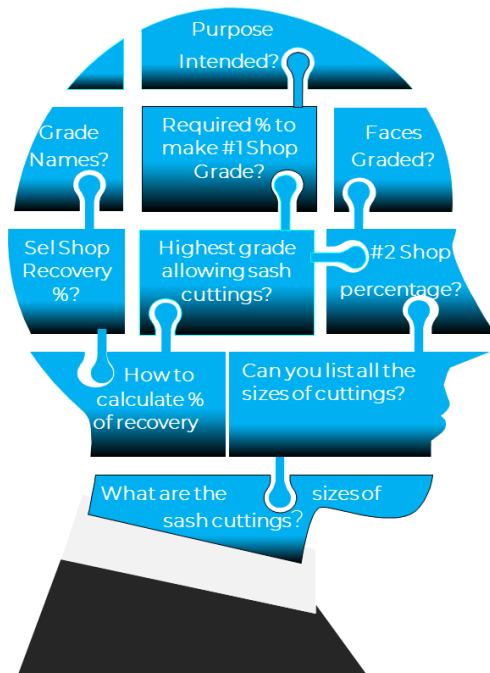 Purpose
Intended?
Grade
Names?
Required % to
make #1 Shop
Grade?
Faces
Graded?
Sel Shop
Recovery
%?
Highest grade
allowing sash
cuttings?
#2 Shop
percentage?
How to
calculate %
of recovery
Can you list all the
sizes of cuttings?
What are the sizes of
sash cuttings?